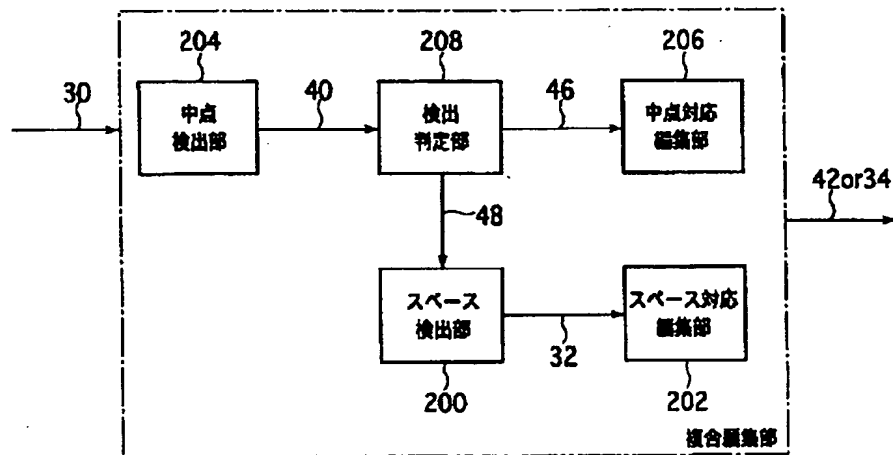 204
208
206
30
中点
検出部
40
検出
判定部
46
中点対応
編集部
42or34
48
スペース
検出部
32
スペース対応
編集部
200
202
複合編集部